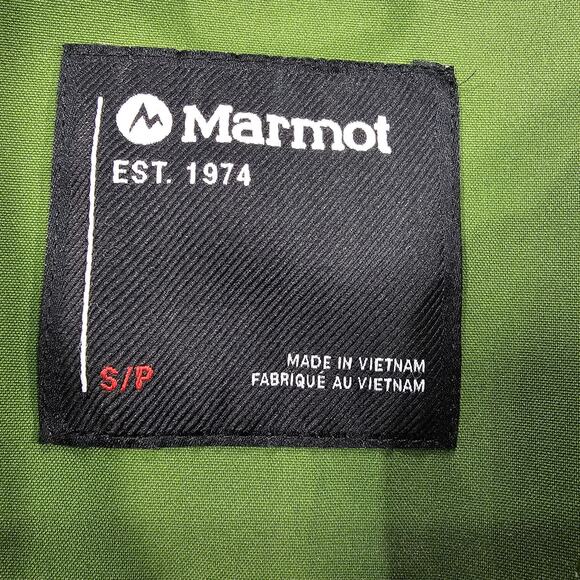 Marmot
EST. 1974
S/P
MADE IN VIETNAM
FABRIQUÉ AU VIETNAM